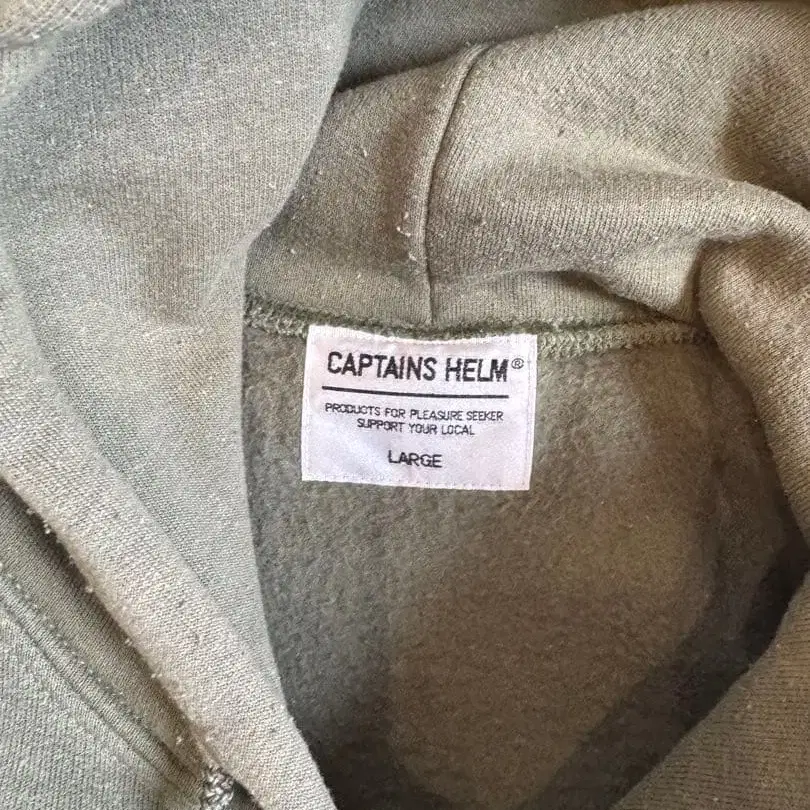 CAPTAINS HELM®
PRODUCTS FOR PLEASURE SEEKER
SUPPORT YOUR LOCAL
LARGE